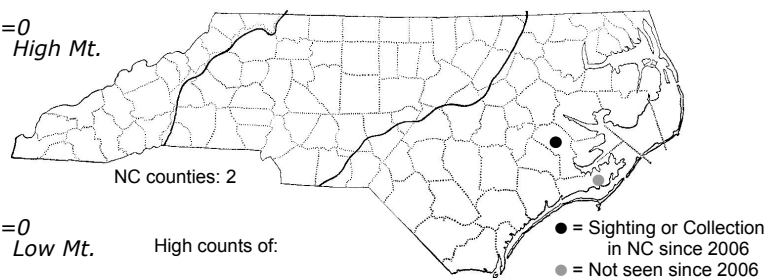 =0
High Mt.
NC counties: 2
=0
Low Mt.
High counts of:
● = Sighting or Collection
in NC since 2006
● = Not seen since 2006